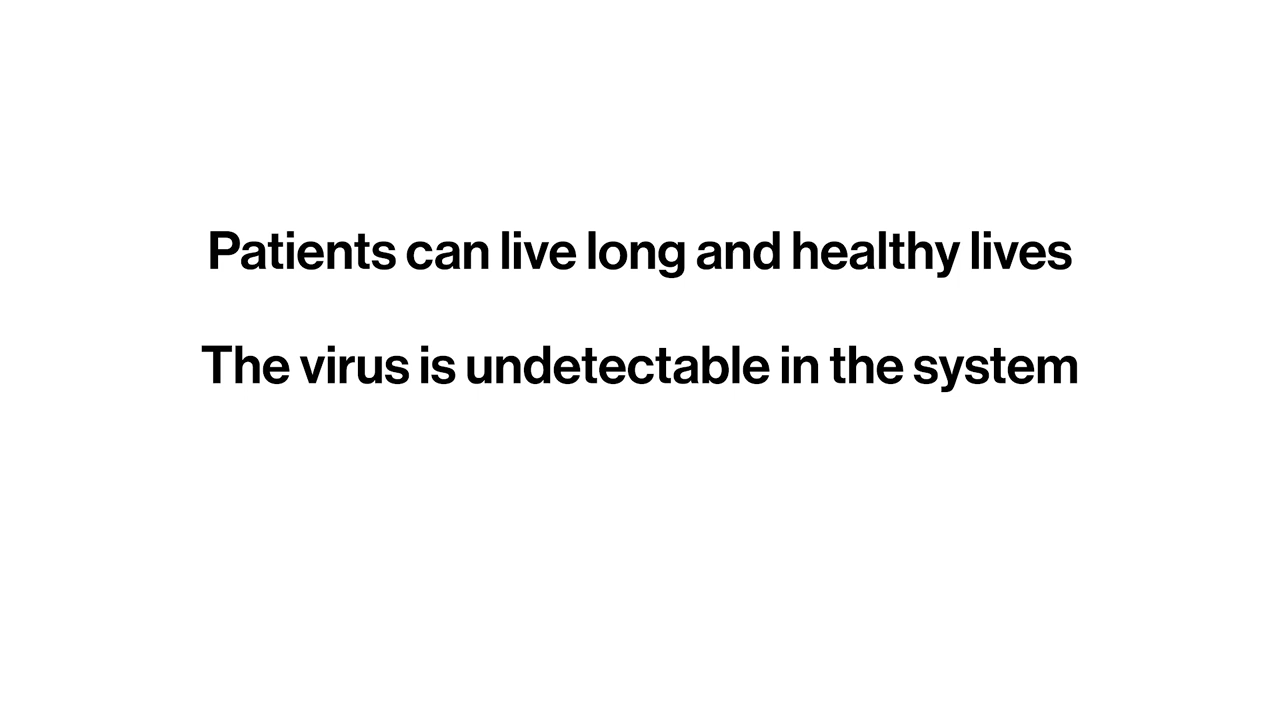 Patients can live long and healthy lives
The virus is undetectable in the system